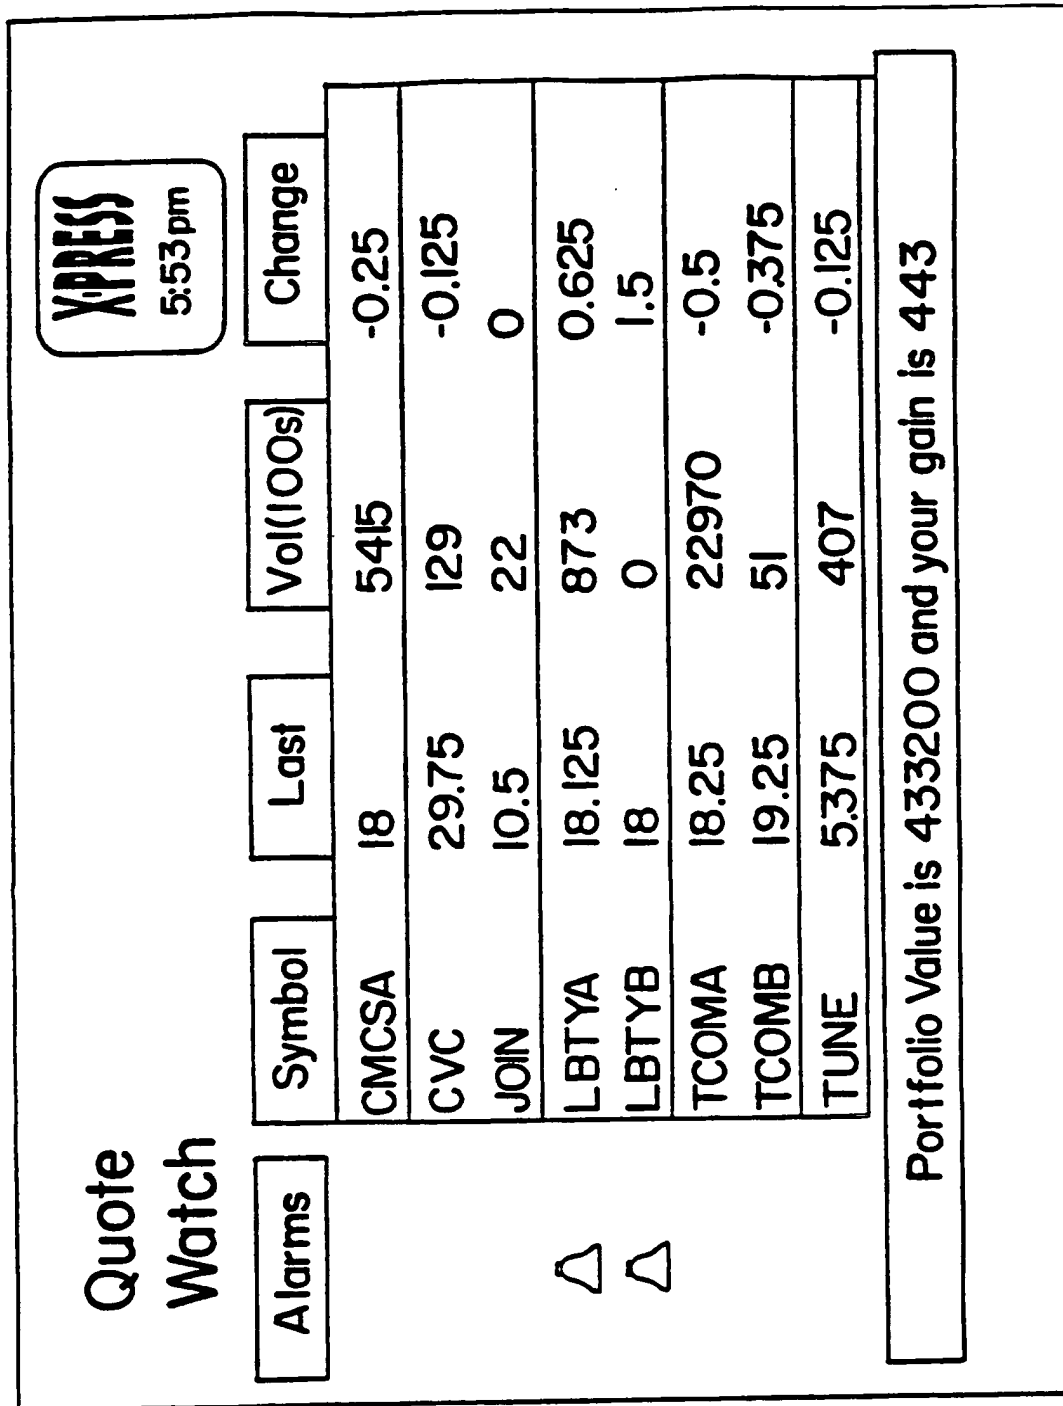 Quote
Watch
X·PRESS
5:53pm
Alarms Symbol Last Vol(100s) Change
CMCSA 18 5415 -0.25
CVC 29.75 129 -0.125
JOIN 10.5 22 0
LBTYA 18.125 873 0.625
LBTYB 18 0 1.5
TCOMA 18.25 22970 -0.5
TCOMB 19.25 51 -0.375
TUNE 5.375 407 -0.125
Portfolio Value is 433200 and your gain is 443